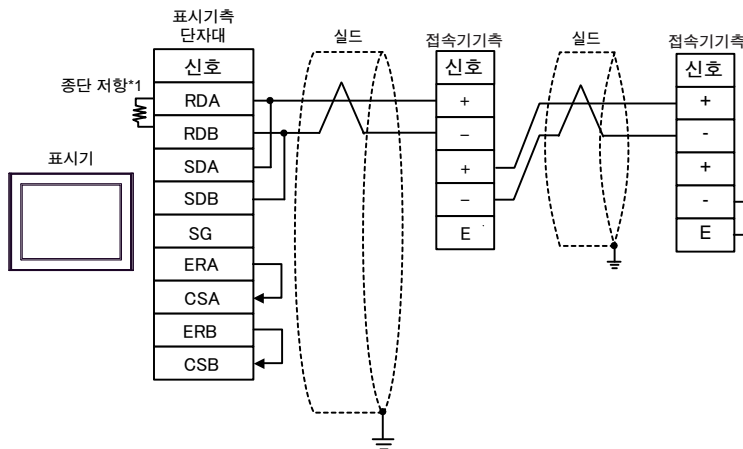 표시기측
단자대
신호
RDA
RDB
SDA
SDB
SG
ERA
CSA
ERB
CSB
종단 저항*1
표시기
실드
접속기기측
신호
+
−
+
−
E
실드
접속기기측
신호
+
-
+
-
E